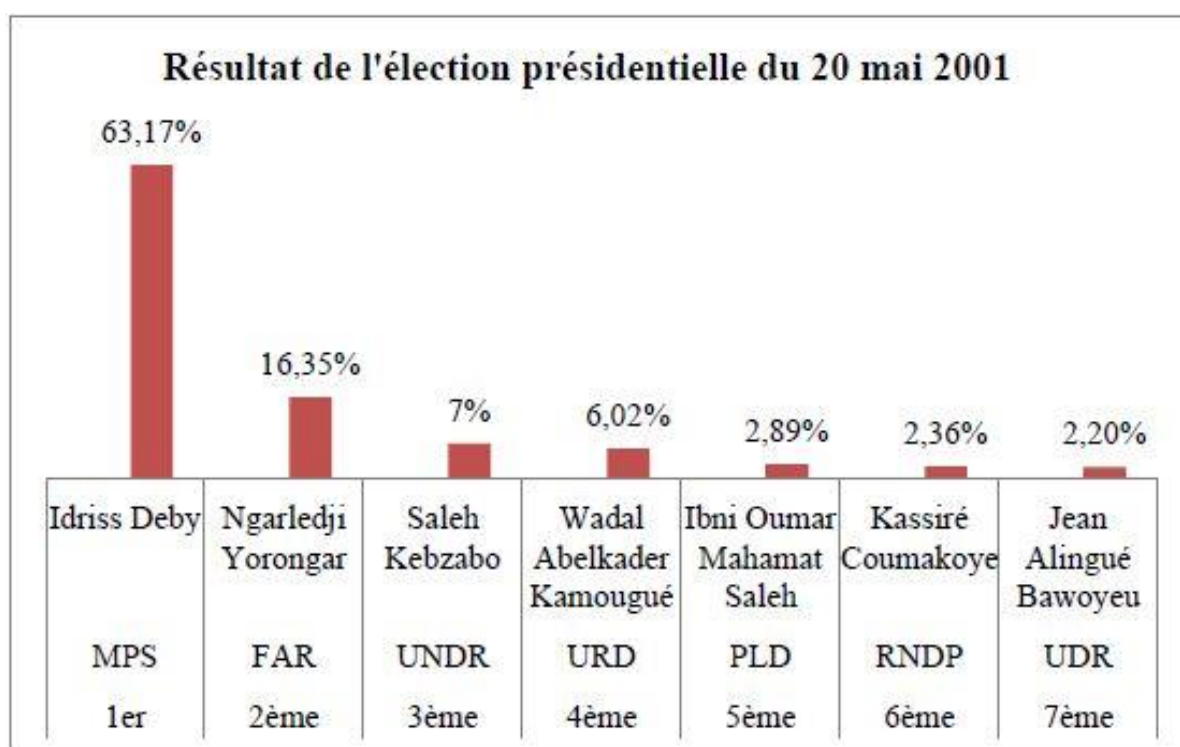 Résultat de l'élection présidentielle du 20 mai 2001
63,17%
16,35%
7%
6,02%
2,89%
2,36%
2,20%
Idriss Deby
Ngarledji
Yorongar
Saleh
Kebzabo
Wadal
Abelkader
Kamougué
Ibni Oumar
Mahamat
Saleh
Kassiré
Coumakoye
Jean
Alingué
Bawoyeu
MPS FAR UNDR URD PLD RNDP UDR
1er 2ème 3ème 4ème 5ème 6ème 7ème